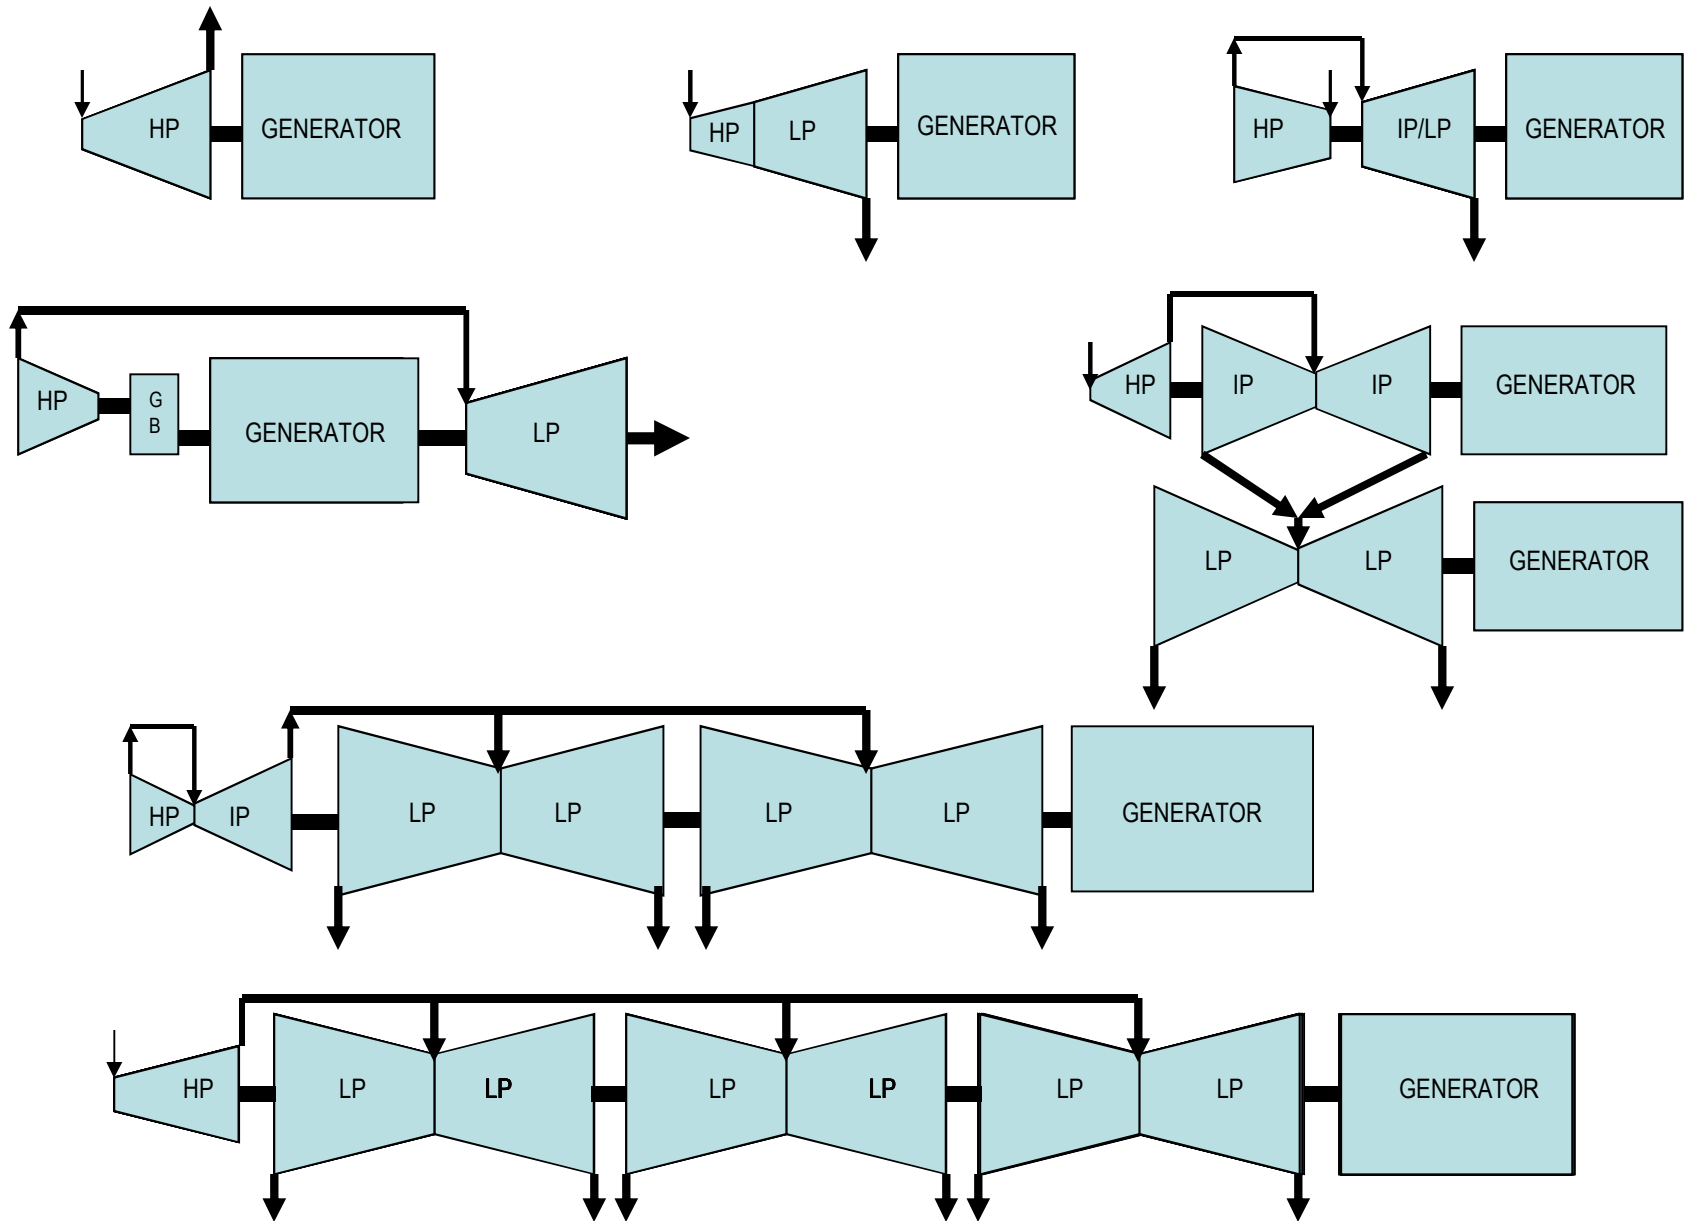 HP GENERATOR
HP LP GENERATOR
HP IP/LP GENERATOR
HP G GENERATOR LP
B
HP IP IP GENERATOR
LP LP GENERATOR
HP IP LP LP LP LP GENERATOR
HP LP LP LP LP LP LP GENERATOR